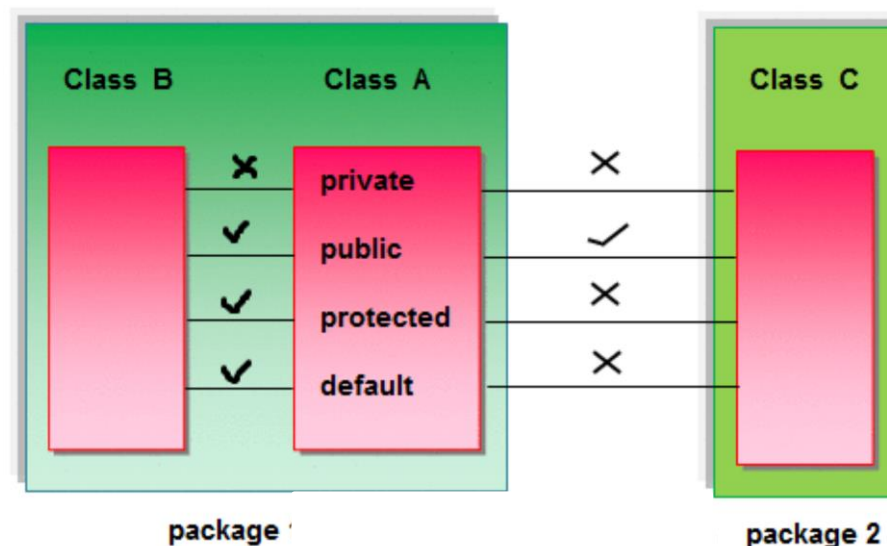 Class B
Class A
Class C
private
public
protected
default
package
package 2